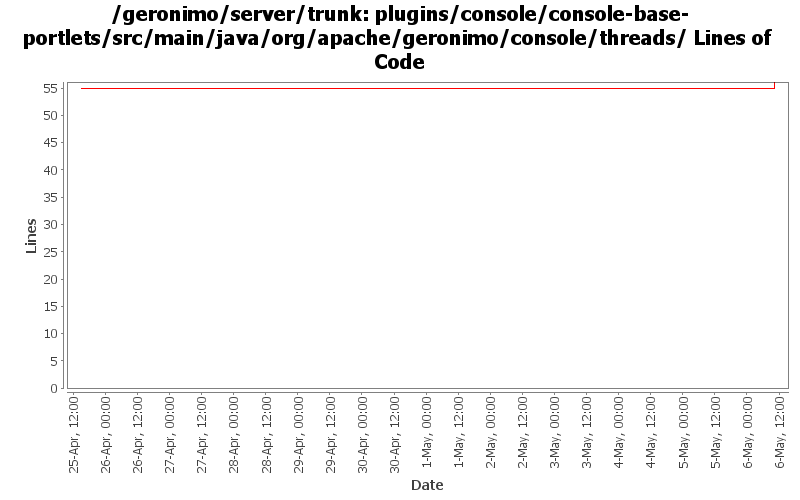 /geronimo/server/trunk: plugins/console/console-base-
portlets/src/main/java/org/apache/geronimo/console/threads/ Lines of
Code
55
50
45
40
35
30
25
20
15
10
5
0
Lines
25-Apr, 12:00
26-Apr, 00:00
26-Apr, 12:00
27-Apr, 00:00
27-Apr, 12:00
28-Apr, 00:00
28-Apr, 12:00
29-Apr, 00:00
29-Apr, 12:00
30-Apr, 00:00
30-Apr, 12:00
1-May, 00:00
1-May, 12:00
2-May, 00:00
2-May, 12:00
3-May, 00:00
3-May, 12:00
4-May, 00:00
4-May, 12:00
5-May, 00:00
5-May, 12:00
6-May, 00:00
6-May, 12:00
Date